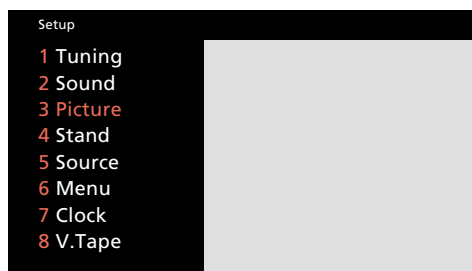 Setup
1 Tuning
2 Sound
3 Picture
4 Stand
5 Source
6 Menu
7 Clock
8 V.Tape